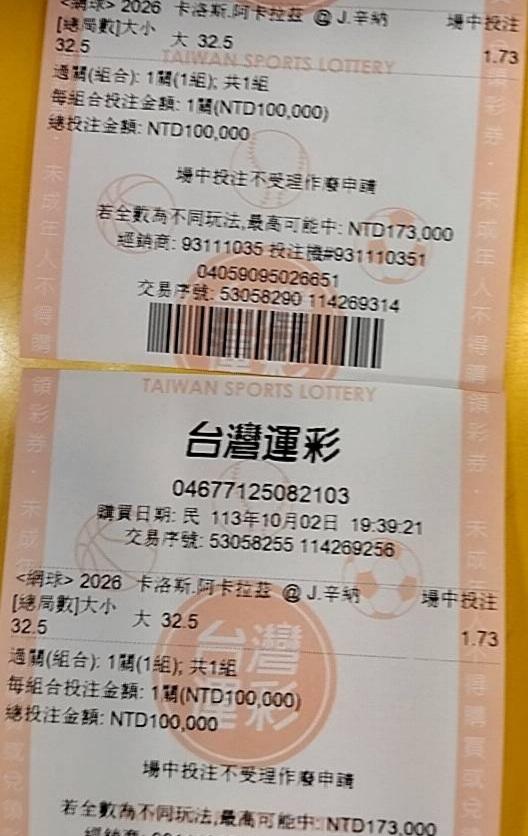 <網球> 2026 卡洛斯.阿卡拉茲 @ J.辛納 場中投注
[總局數]大小 大 32.5 1.73
32.5
TAIWAN SPORTS LOTTERY
過關(組合): 1關(1組); 共1組
每組合投注金額: 1關(NTD100,000)
總投注金額: NTD100,000
場中投注不受理作廢申請
若全數為不同玩法,最高可能中: NTD173,000
經銷商: 93111035 投注機#931110351
04059095026651
交易序號: 53058290 114269314
TAIWAN SPORTS LOTTERY
台灣運彩
04677125082103
購買日期: 民 113年10月02日 19:39:21
交易序號: 53058255 114269256
<網球> 2026 卡洛斯.阿卡拉茲 @ J.辛納 場中投注
[總局數]大小 大 32.5 1.73
32.5
台灣運彩
過關(組合): 1關(1組); 共1組
每組合投注金額: 1關(NTD100,000)
總投注金額: NTD100,000
場中投注不受理作廢申請
若全數為不同玩法,最高可能中: NTD173,000